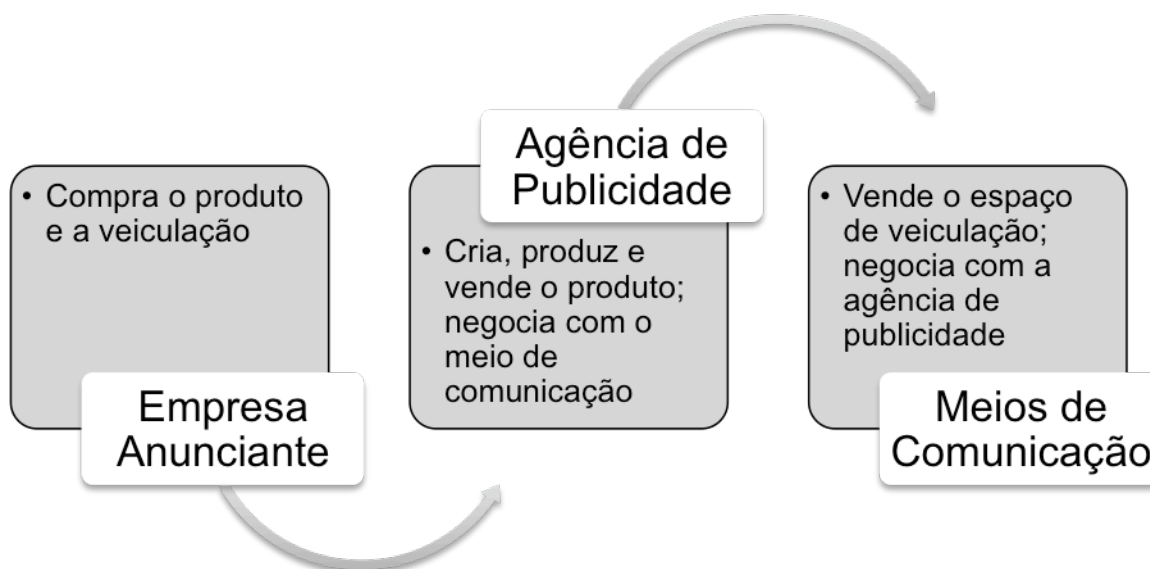 • Compra o produto
e a veiculação
Empresa
Anunciante
Agência de
Publicidade
• Cria, produz e
vende o produto;
negocia com o
meio de
comunicação
• Vende o espaço
de veiculação;
negocia com a
agência de
publicidade
Meios de
Comunicação